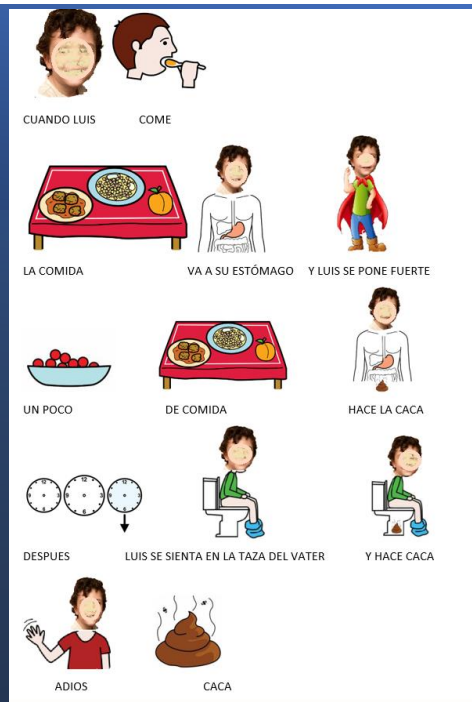 CUANDO LUIS COME
LA COMIDA VA A SU ESTÓMAGO Y LUIS SE PONE FUERTE
UN POCO DE COMIDA HACE LA CACA
DESPUES LUIS SE SIENTA EN LA TAZA DEL VATER Y HACE CACA
ADIOS CACA